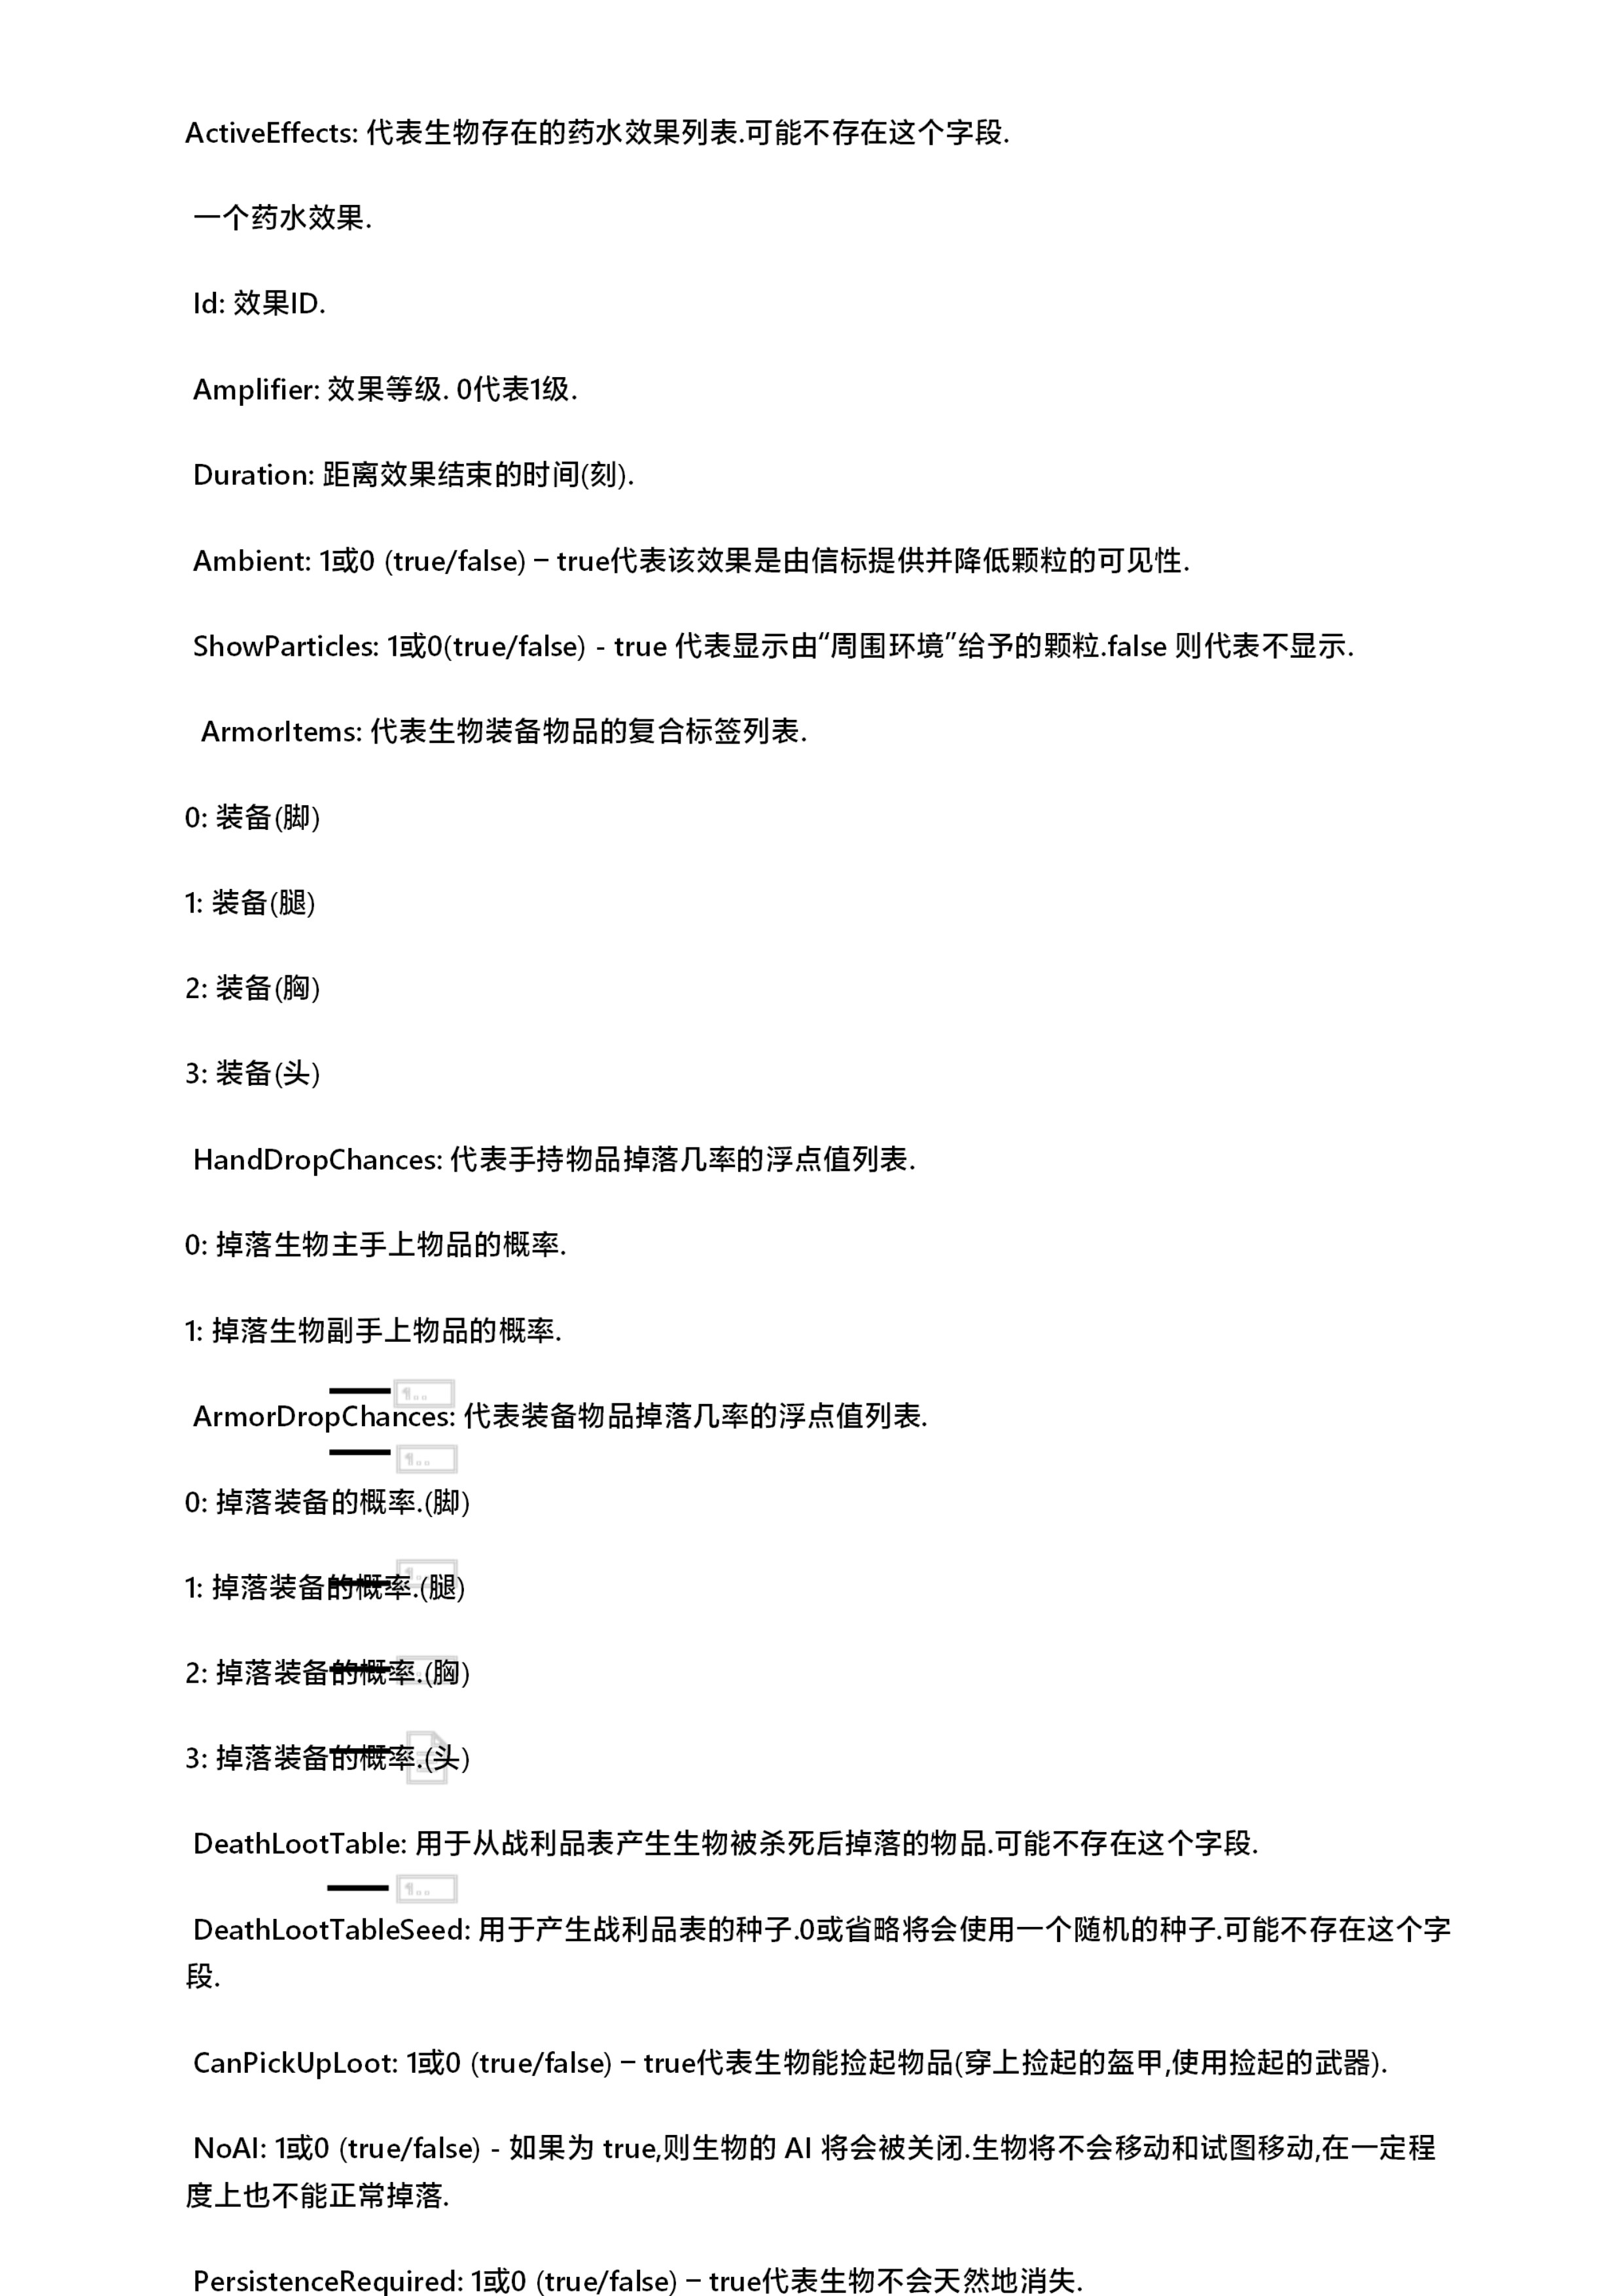 ActiveEffects: 代表生物存在的药水效果列表.可能不存在这个字段.
一个药水效果.
Id: 效果ID.
Amplifier: 效果等级. 0代表1级.
Duration: 距离效果结束的时间(刻).
Ambient: 1或0 (true/false) – true代表该效果是由信标提供并降低颗粒的可见性.
ShowParticles: 1或0(true/false) - true 代表显示由“周围环境”给予的颗粒.false 则代表不显示.
ArmorItems: 代表生物装备物品的复合标签列表.
0: 装备(脚)
1: 装备(腿)
2: 装备(胸)
3: 装备(头)
HandDropChances: 代表手持物品掉落几率的浮点值列表.
0: 掉落生物主手上物品的概率.
1: 掉落生物副手上物品的概率.
ArmorDropChances: 代表装备物品掉落几率的浮点值列表.
0: 掉落装备的概率.(脚)
1: 掉落装备的概率.(腿)
2: 掉落装备的概率.(胸)
3: 掉落装备的概率.(头)
DeathLootTable: 用于从战利品表产生生物被杀死后掉落的物品.可能不存在这个字段.
DeathLootTableSeed: 用于产生战利品表的种子.0或省略将会使用一个随机的种子.可能不存在这个字
段.
CanPickUpLoot: 1或0 (true/false) – true代表生物能捡起物品(穿上捡起的盔甲,使用捡起的武器).
NoAI: 1或0 (true/false) - 如果为 true,则生物的 AI 将会被关闭.生物将不会移动和试图移动,在一定程
度上也不能正常掉落.
PersistenceRequired: 1或0 (true/false) – true代表生物不会天然地消失.